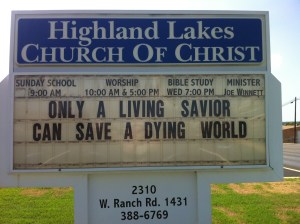 Highland Lakes
CHURCH OF CHRIST
SUNDAY SCHOOL WORSHIP BIBLE STUDY MINISTER
9:00 AM 10:00 AM & 5:00 PM WED 7:00 PM JOE WINNETT
ONLY A LIVING SAVIOR
CAN SAVE A DYING WORLD
2310
W. Ranch Rd. 1431
388-6769